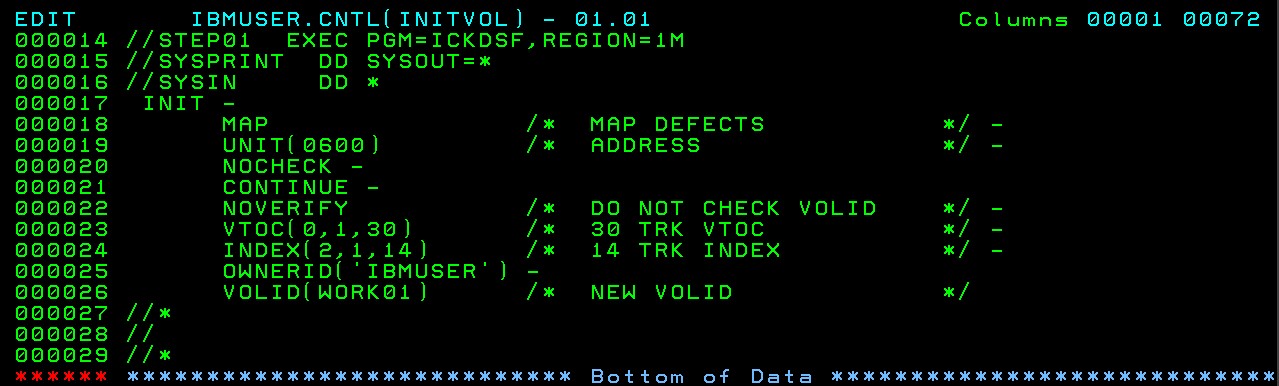 EDIT       IBMUSER.CNTL(INITVOL) - 01.01                   Columns 00001 00072
000014 //STEP01  EXEC PGM=ICKDSF,REGION=1M
000015 //SYSPRINT  DD SYSOUT=*
000016 //SYSIN     DD *
000017  INIT -
000018       MAP                /*  MAP DEFECTS           */ -
000019       UNIT(0600)         /*  ADDRESS               */ -
000020       NOCHECK -
000021       CONTINUE -
000022       NOVERIFY           /*  DO NOT CHECK VOLID    */ -
000023       VTOC(0,1,30)       /*  30 TRK VTOC           */ -
000024       INDEX(2,1,14)      /*  14 TRK INDEX          */ -
000025       OWNERID('IBMUSER') -
000026       VOLID(WORK01)      /*  NEW VOLID             */
000027 //*
000028 //
000029 //*
****** **************************** Bottom of Data ****************************